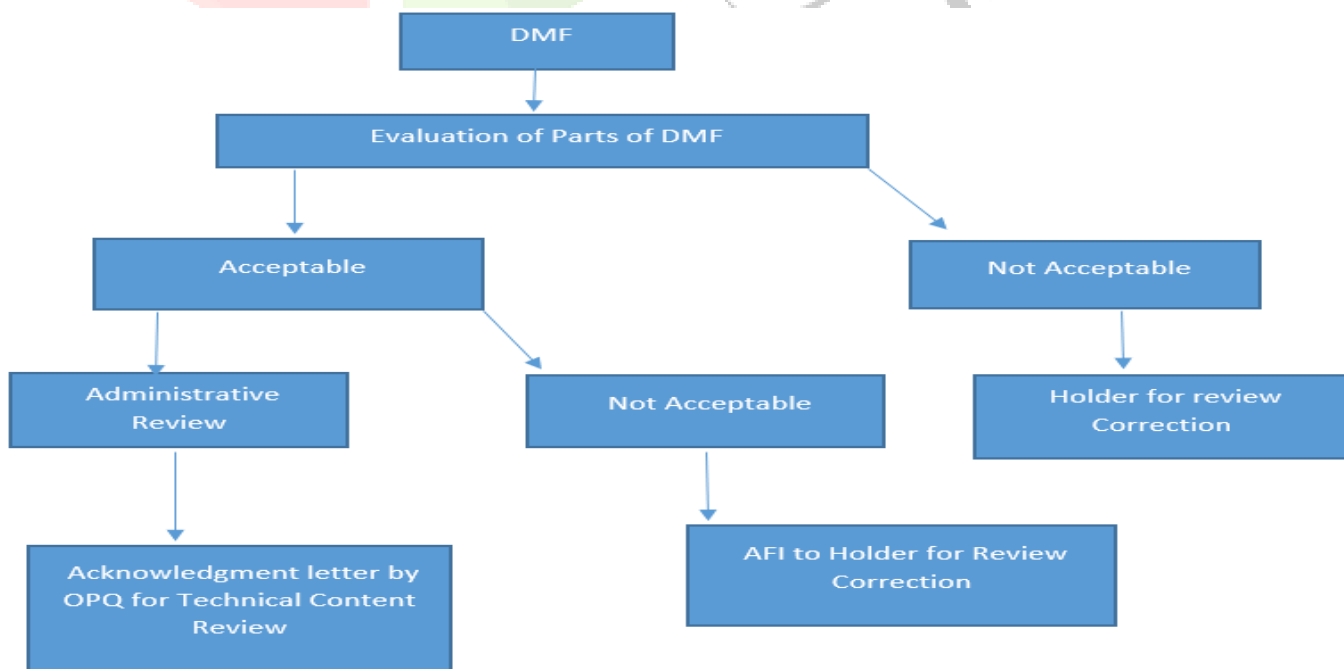 DMF
Evaluation of Parts of DMF
Acceptable
Not Acceptable
Administrative
Review
Not Acceptable
Holder for review
Correction
Acknowledgment letter by
OPQ for Technical Content
Review
AFI to Holder for Review
Correction